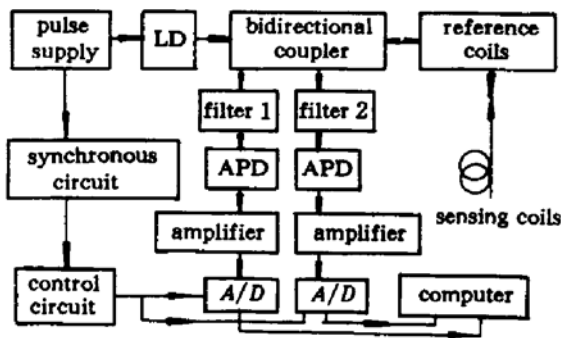 pulse
supply
LD
bidirectional
coupler
reference
coils
filter 1
filter 2
synchronous
circuit
APD
APD
sensing coils
amplifier
amplifier
control
circuit
A/D
A/D
computer